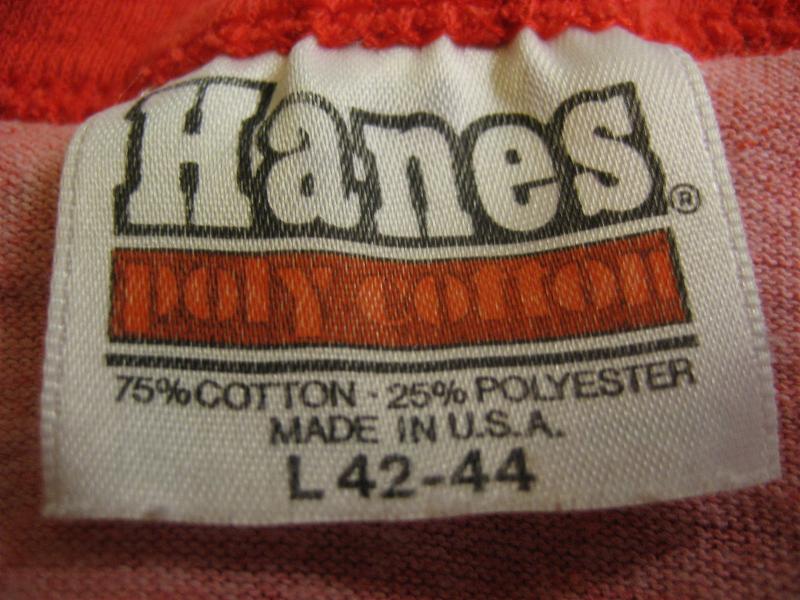 Hanes®
POLY COTTON
75% COTTON - 25% POLYESTER
MADE IN U.S.A.
L 42-44